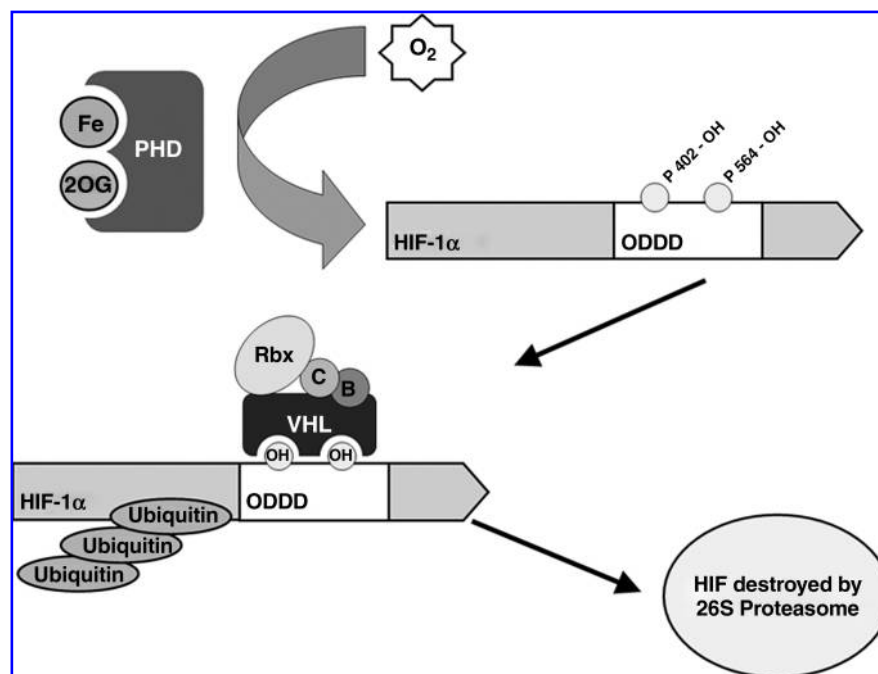 O2
Fe
PHD
2OG
P 402 - OH
P 564 - OH
HIF-1α
ODDD
Rbx
C
B
VHL
OH
OH
HIF-1α
ODDD
Ubiquitin
Ubiquitin
Ubiquitin
HIF destroyed by
26S Proteasome